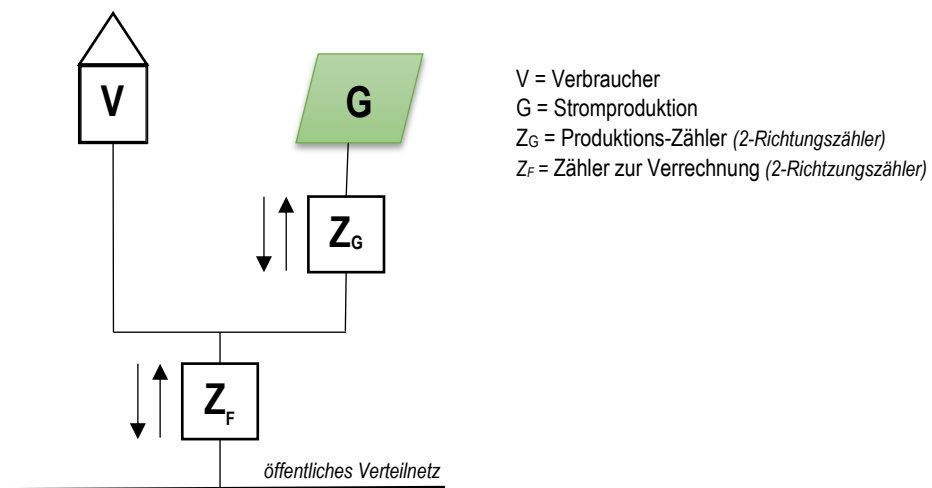 V
G
V = Verbraucher
G = Stromproduktion
ZG = Produktions-Zähler (2-Richtungszähler)
ZF = Zähler zur Verrechnung (2-Richtzungszähler)
ZG
ZF
öffentliches Verteilnetz